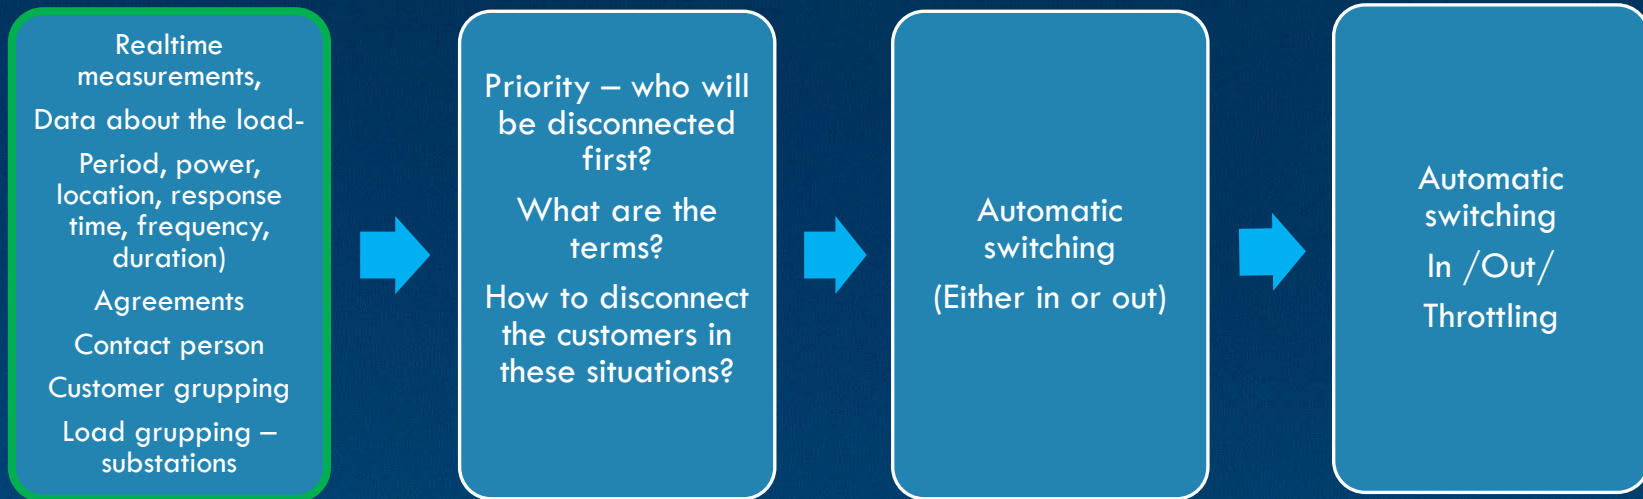 Realtime
measurements,
Data about the load-
Period, power,
location, response
time, frequency,
duration)
Agreements
Contact person
Customer grupping
Load grupping –
substations
Priority – who will
be disconnected
first?
What are the
terms?
How to disconnect
the customers in
these situations?
Automatic
switching
(Either in or out)
Automatic
switching
In /Out/
Throttling